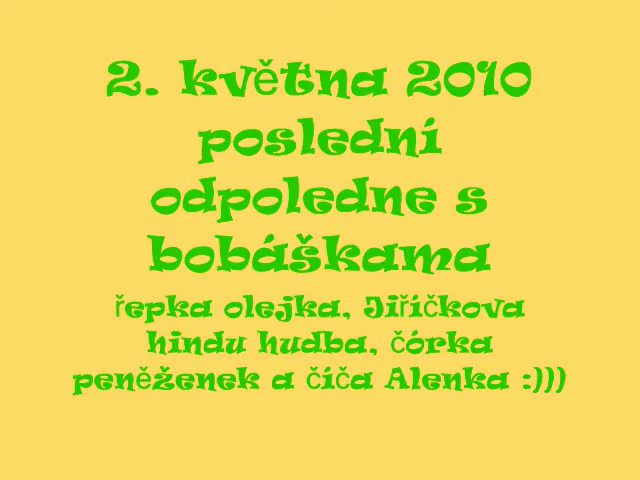 2. května 2010
poslední
odpoledne s
bobáškama
řepka olejka, Jiříčkova
hindu hudba, čórka
peněženek a číča Alenka :)))